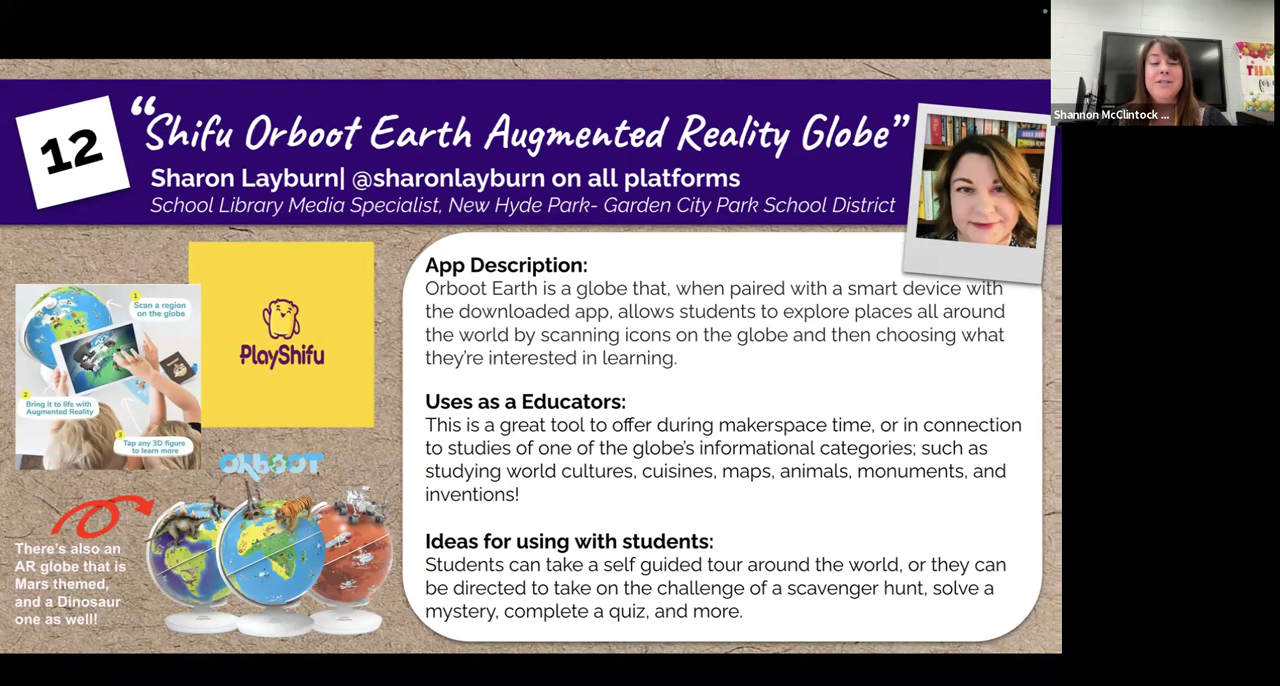 12
“Shifu Orboot Earth Augmented Reality Globe”
Sharon Layburn| @sharonlayburn on all platforms
School Library Media Specialist, New Hyde Park- Garden City Park School District
Shannon McClintock ...
1
Scan a region
on the globe
2
Bring it to life with
Augmented Reality
3
Tap any 3D figure
to learn more
PlayShifu
ORBOOT
There's also an
AR globe that is
Mars themed,
and a Dinosaur
one as well!
App Description:
Orboot Earth is a globe that, when paired with a smart device with
the downloaded app, allows students to explore places all around
the world by scanning icons on the globe and then choosing what
they're interested in learning.
Uses as a Educators:
This is a great tool to offer during makerspace time, or in connection
to studies of one of the globe's informational categories; such as
studying world cultures, cuisines, maps, animals, monuments, and
inventions!
Ideas for using with students:
Students can take a self guided tour around the world, or they can
be directed to take on the challenge of a scavenger hunt, solve a
mystery, complete a quiz, and more.